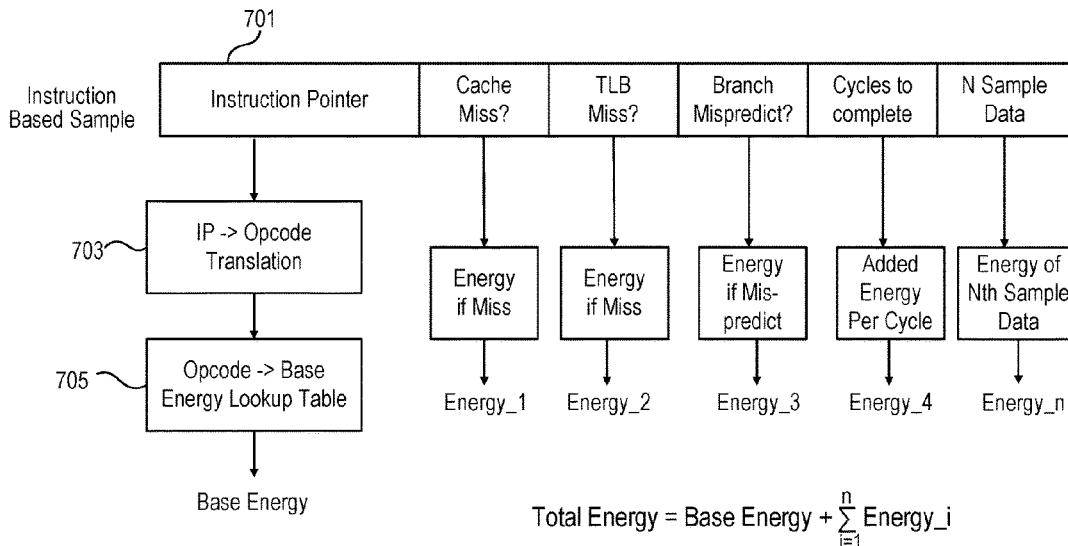 701
Instruction
Based Sample
Instruction Pointer
Cache
Miss?
TLB
Miss?
Branch
Mispredict?
Cycles to
complete
N Sample
Data
703
IP -> Opcode
Translation
Energy
if Miss
Energy
if Miss
Energy
if Mis-
predict
Added
Energy
Per Cycle
Energy of
Nth Sample
Data
705
Opcode -> Base
Energy Lookup Table
Energy_1
Energy_2
Energy_3
Energy_4
Energy_n
Base Energy
Total Energy = Base Energy + n∑i=1 Energy_i